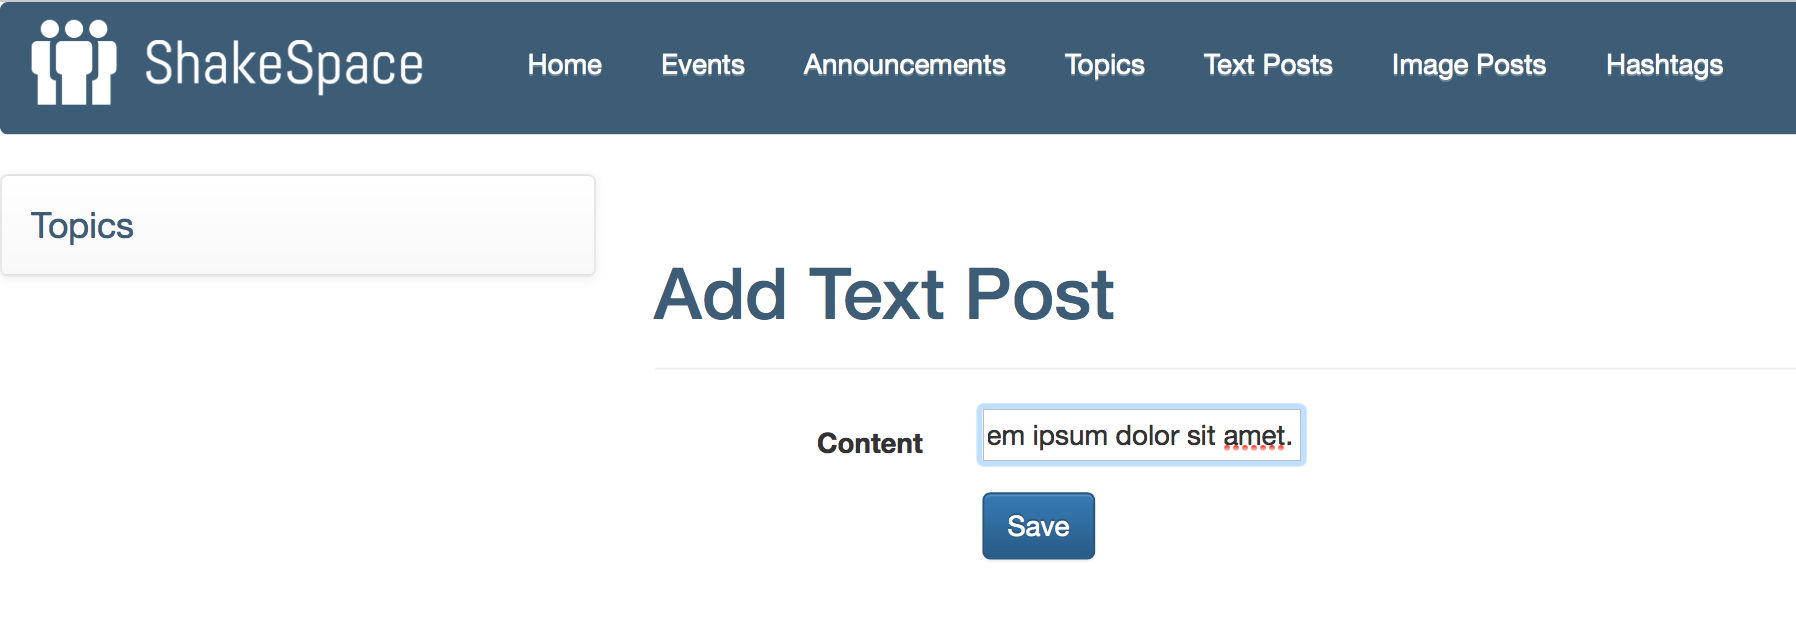 ShakeSpace Home Events Announcements Topics Text Posts Image Posts Hashtags
Topics
Add Text Post
Content em ipsum dolor sit amet.
Save